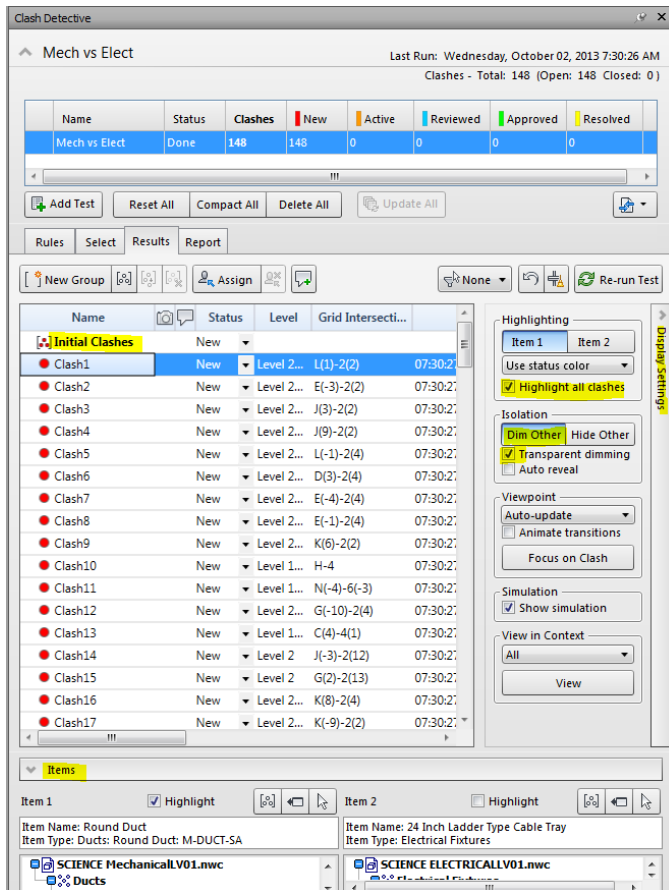 Clash Detective
Mech vs Elect
Last Run: Wednesday, October 02, 2013 7:30:26 AM
Clashes - Total: 148 (Open: 148 Closed: 0)
Name Status Clashes New Active Reviewed Approved Resolved
Mech vs Elect Done 148 148 0 0 0 0
Add Test Reset All Compact All Delete All Update All
Rules Select Results Report
New Group Assign None Re-run Test
Name Status Level Grid Intersecti...
Initial Clashes New
Clash1 New Level 2... L(1)-2(2) 07:30:2
Clash2 New Level 2... E(-3)-2(2) 07:30:2
Clash3 New Level 2... J(3)-2(2) 07:30:2
Clash4 New Level 2... J(9)-2(2) 07:30:2
Clash5 New Level 2... L(-1)-2(4) 07:30:2
Clash6 New Level 2... D(3)-2(4) 07:30:2
Clash7 New Level 2... E(-4)-2(4) 07:30:2
Clash8 New Level 2... E(-1)-2(4) 07:30:2
Clash9 New Level 2... K(6)-2(2) 07:30:2
Clash10 New Level 1... H-4 07:30:2
Clash11 New Level 1... N(-4)-6(-3) 07:30:2
Clash12 New Level 2... G(-10)-2(4) 07:30:2
Clash13 New Level 1... C(4)-4(1) 07:30:2
Clash14 New Level 2 J(-3)-2(12) 07:30:2
Clash15 New Level 2 G(2)-2(13) 07:30:2
Clash16 New Level 2... K(8)-2(4) 07:30:2
Clash17 New Level 2... K(-9)-2(2) 07:30:2
Highlighting
Item 1 Item 2
Use status color
Highlight all clashes
Isolation
Dim Other Hide Other
Transparent dimming
Auto reveal
Viewpoint
Auto-update
Animate transitions
Focus on Clash
Simulation
Show simulation
View in Context
All
View
Display Settings
Items
Item 1 Highlight
Item Name: Round Duct
Item Type: Ducts: Round Duct: M-DUCT-SA
SCIENCE MechanicalLV01.nwc
Ducts
Item 2 Highlight
Item Name: 24 Inch Ladder Type Cable Tray
Item Type: Electrical Fixtures
SCIENCE ELECTRICALLV01.nwc